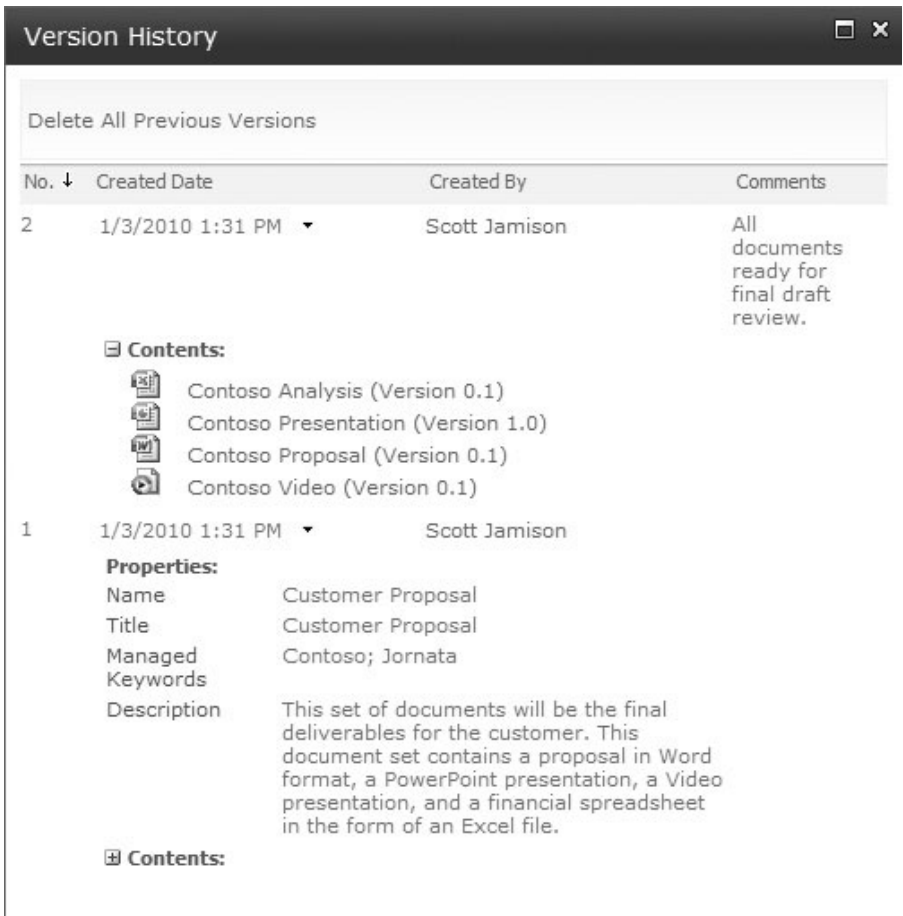 Version History
Delete All Previous Versions
No. Created Date Created By Comments
2 1/3/2010 1:31 PM Scott Jamison All
documents
ready for
final draft
review.
Contents:
Contoso Analysis (Version 0.1)
Contoso Presentation (Version 1.0)
Contoso Proposal (Version 0.1)
Contoso Video (Version 0.1)
1 1/3/2010 1:31 PM Scott Jamison
Properties:
Name Customer Proposal
Title Customer Proposal
Managed Contoso; Jornata
Keywords
Description This set of documents will be the final
deliverables for the customer. This
document set contains a proposal in Word
format, a PowerPoint presentation, a Video
presentation, and a financial spreadsheet
in the form of an Excel file.
Contents: